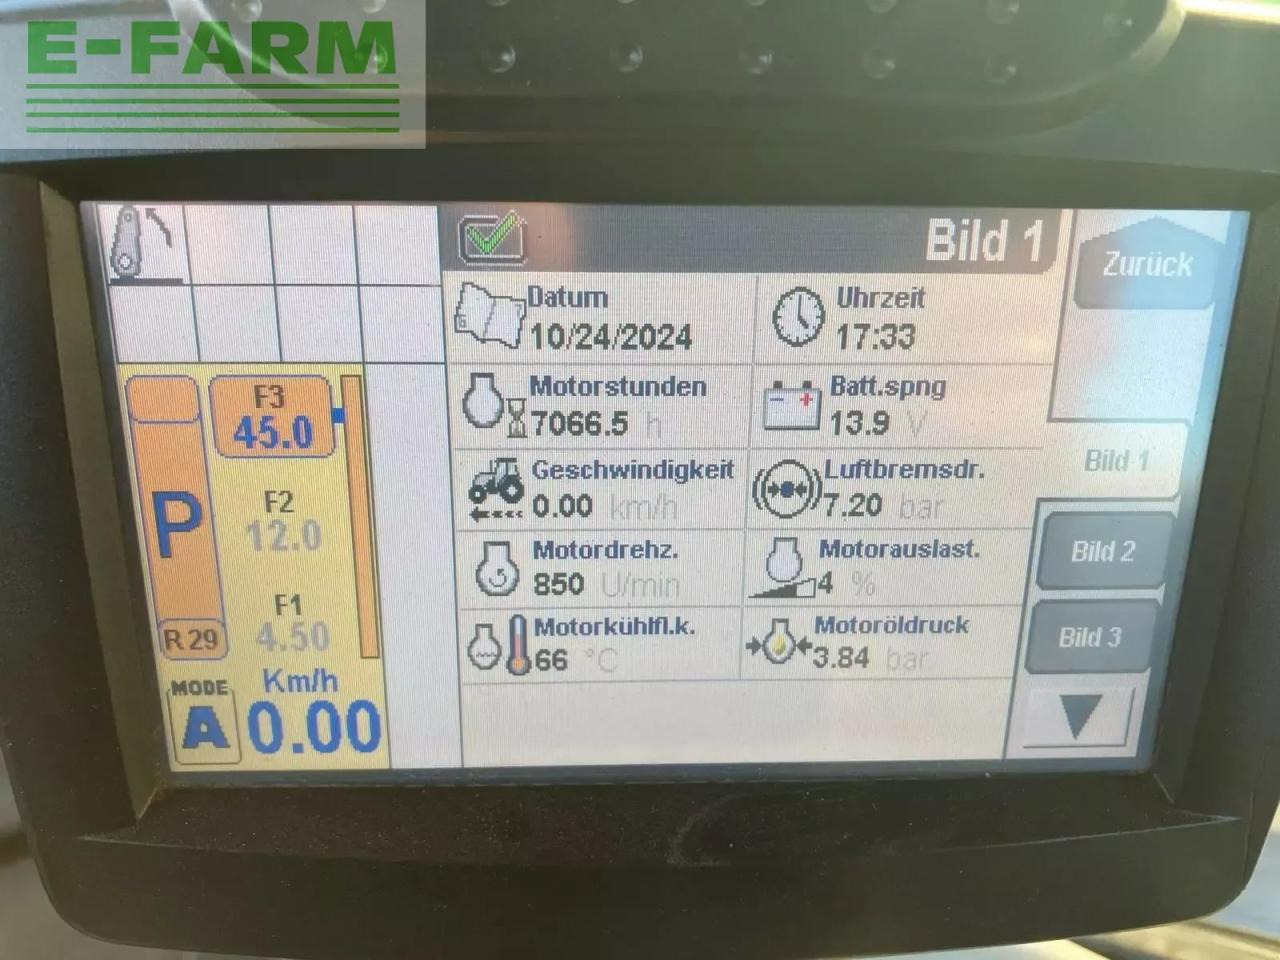 E-FARM
Bild 1
Zurück
Datum
10/24/2024
Uhrzeit
17:33
Motorstunden
7066.5 h
Batt.spng
13.9 V
Geschwindigkeit
0.00 km/h
Luftbremsdr.
7.20 bar
Motordrehz.
850 U/min
Motorauslast.
4 %
Motorkühlfl.k.
66 °C
Motoröldruck
3.84 bar
F3
45.0
F2
12.0
F1
4.50
P
R 29
MODE
A
Km/h
0.00
Bild 1
Bild 2
Bild 3